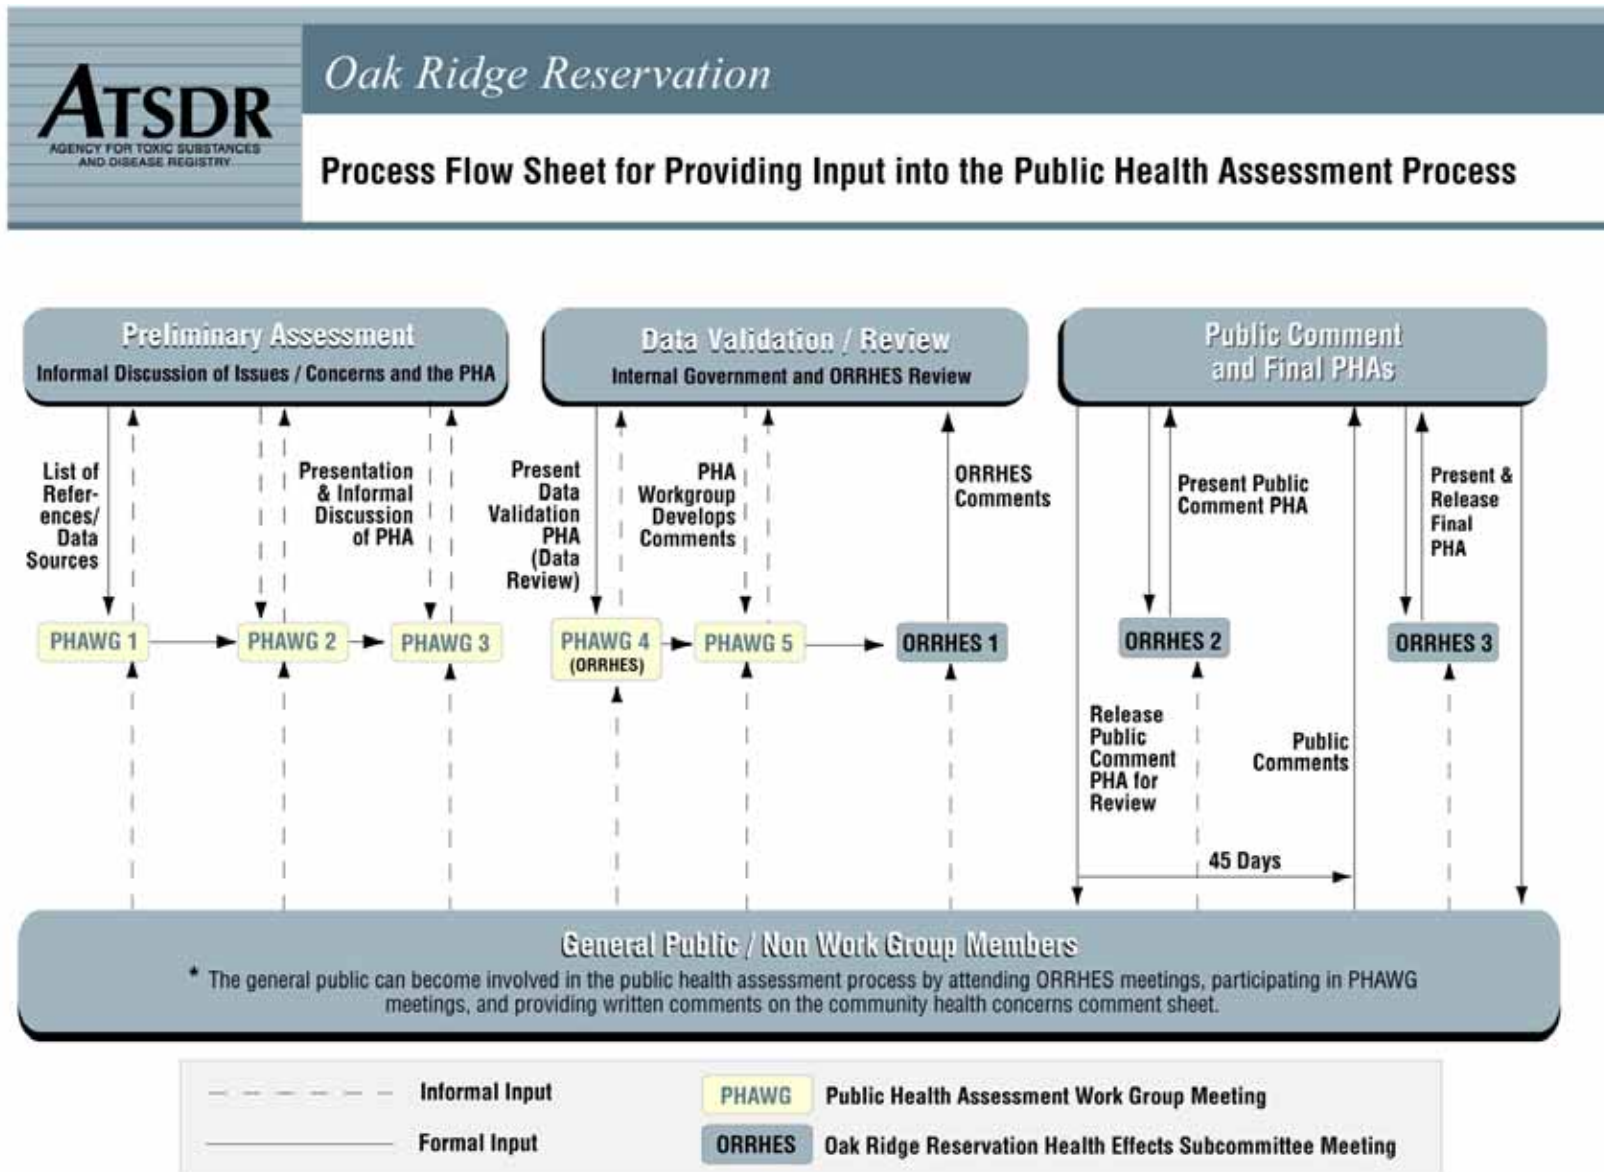 ATSDR
AGENCY FOR TOXIC SUBSTANCES
AND DISEASE REGISTRY
Oak Ridge Reservation
Process Flow Sheet for Providing Input into the Public Health Assessment Process
Preliminary Assessment
Informal Discussion of Issues / Concerns and the PHA
Data Validation / Review
Internal Government and ORRHES Review
Public Comment
and Final PHAs
List of
Refer-
ences/
Data
Sources
Presentation
& Informal
Discussion
of PHA
Present
Data
Validation
PHA
(Data
Review)
PHA
Workgroup
Develops
Comments
ORRHES
Comments
Present Public
Comment PHA
Present &
Release
Final
PHA
PHAWG 1
PHAWG 2
PHAWG 3
PHAWG 4
(ORRHES)
PHAWG 5
ORRHES 1
ORRHES 2
ORRHES 3
Release
Public
Comment
PHA for
Review
Public
Comments
45 Days
General Public / Non Work Group Members
* The general public can become involved in the public health assessment process by attending ORRHES meetings, participating in PHAWG
meetings, and providing written comments on the community health concerns comment sheet.
Informal Input
PHAWG
Public Health Assessment Work Group Meeting
Formal Input
ORRHES
Oak Ridge Reservation Health Effects Subcommittee Meeting